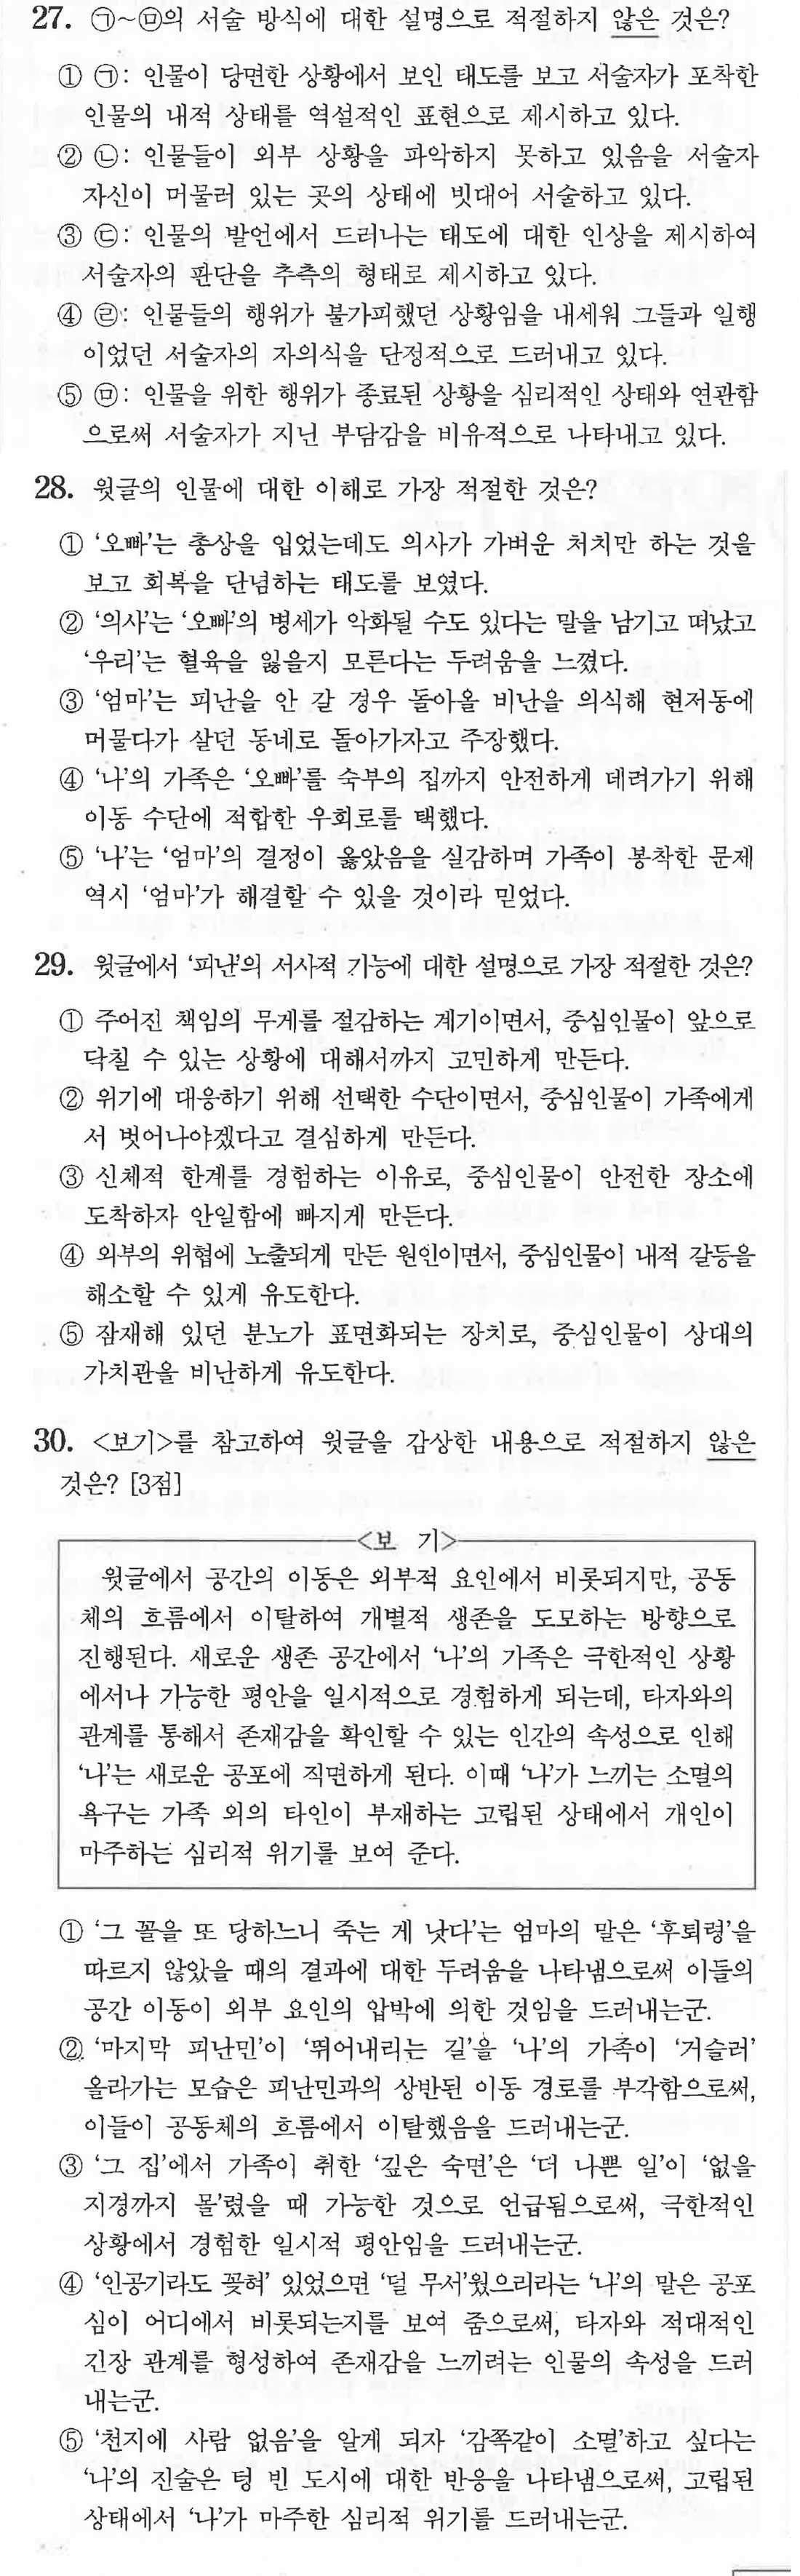 27. ㉠～㉤의 서술 방식에 대한 설명으로 적절하지 않은 것은?
① ㉠: 인물이 당면한 상황에서 보인 태도를 보고 서술자가 포착한
인물의 내적 상태를 역설적인 표현으로 제시하고 있다.
② ㉡: 인물들이 외부 상황을 파악하지 못하고 있음을 서술자
자신이 머물러 있는 곳의 상태에 빗대어 서술하고 있다.
③ ㉢: 인물의 발언에서 드러나는 태도에 대한 인상을 제시하여
서술자의 판단을 추측의 형태로 제시하고 있다.
④ ㉣: 인물들의 행위가 불가피했던 상황임을 내세워 그들과 일행
이었던 서술자의 자의식을 단정적으로 드러내고 있다.
⑤ ㉤: 인물을 위한 행위가 종료된 상황을 심리적인 상태와 연관함
으로써 서술자가 지닌 부담감을 비유적으로 나타내고 있다.
28. 윗글의 인물에 대한 이해로 가장 적절한 것은?
① ‘오빠’는 총상을 입었는데도 의사가 가벼운 처치만 하는 것을
보고 회복을 단념하는 태도를 보였다.
② ‘의사’는 ‘오빠’의 병세가 악화될 수도 있다는 말을 남기고 떠났고
‘우리’는 혈육을 잃을지 모른다는 두려움을 느꼈다.
③ ‘엄마’는 피난을 안 갈 경우 돌아올 비난을 의식해 현저동에
머물다가 살던 동네로 돌아가자고 주장했다.
④ ‘나’의 가족은 ‘오빠’를 숙부의 집까지 안전하게 데려가기 위해
이동 수단에 적합한 우회로를 택했다.
⑤ ‘나’는 ‘엄마’의 결정이 옳았음을 실감하며 가족이 봉착한 문제
역시 ‘엄마’가 해결할 수 있을 것이라 믿었다.
29. 윗글에서 ‘피난’의 서사적 기능에 대한 설명으로 가장 적절한 것은?
① 주어진 책임의 무게를 절감하는 계기이면서, 중심인물이 앞으로
닥칠 수 있는 상황에 대해서까지 고민하게 만든다.
② 위기에 대응하기 위해 선택한 수단이면서, 중심인물이 가족에게
서 벗어나야겠다고 결심하게 만든다.
③ 신체적 한계를 경험하는 이유로, 중심인물이 안전한 장소에
도착하자 안일함에 빠지게 만든다.
④ 외부의 위협에 노출되게 만든 원인이면서, 중심인물이 내적 갈등을
해소할 수 있게 유도한다.
⑤ 잠재해 있던 분노가 표면화되는 장치로, 중심인물이 상대의
가치관을 비난하게 유도한다.
30. <보기>를 참고하여 윗글을 감상한 내용으로 적절하지 않은
것은? [3점]
<보 기>
윗글에서 공간의 이동은 외부적 요인에서 비롯되지만, 공동
체의 흐름에서 이탈하여 개별적 생존을 도모하는 방향으로
진행된다. 새로운 생존 공간에서 ‘나’의 가족은 극한적인 상황
에서나 가능한 평안을 일시적으로 경험하게 되는데, 타자와의
관계를 통해서 존재감을 확인할 수 있는 인간의 속성으로 인해
‘나’는 새로운 공포에 직면하게 된다. 이때 ‘나’가 느끼는 소멸의
욕구는 가족 외의 타인이 부재하는 고립된 상태에서 개인이
마주하는 심리적 위기를 보여 준다.
① ‘그 꼴을 또 당하느니 죽는 게 낫다’는 엄마의 말은 ‘후퇴령’을
따르지 않았을 때의 결과에 대한 두려움을 나타냄으로써 이들의
공간 이동이 외부 요인의 압박에 의한 것임을 드러내는군.
② ‘마지막 피난민’이 ‘뛰어내리는 길’을 ‘나’의 가족이 ‘거슬러’
올라가는 모습은 피난민과의 상반된 이동 경로를 부각함으로써,
이들이 공동체의 흐름에서 이탈했음을 드러내는군.
③ ‘그 집’에서 가족이 취한 ‘깊은 숙면’은 ‘더 나쁜 일’이 ‘없을
지경까지 몰’렸을 때 가능한 것으로 언급됨으로써, 극한적인
상황에서 경험한 일시적 평안임을 드러내는군.
④ ‘인공기라도 꽂혀’ 있었으면 ‘덜 무서’웠으리라는 ‘나’의 말은 공포
심이 어디에서 비롯되는지를 보여 줌으로써, 타자와 적대적인
긴장 관계를 형성하여 존재감을 느끼려는 인물의 속성을 드러
내는군.
⑤ ‘천지에 사람 없음’을 알게 되자 ‘감쪽같이 소멸’하고 싶다는
‘나’의 진술은 텅 빈 도시에 대한 반응을 나타냄으로써, 고립된
상태에서 ‘나’가 마주한 심리적 위기를 드러내는군.